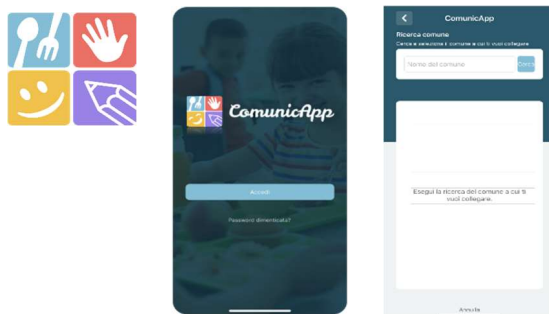 ComunicApp
Accedi
Password dimenticata?
ComunicApp
Ricerca comune
Cerca e seleziona il comune a cui ti vuoi collegare
Nome del comune
Cerca
Esegui la ricerca del comune a cui ti
vuoi collegare.
Annulla